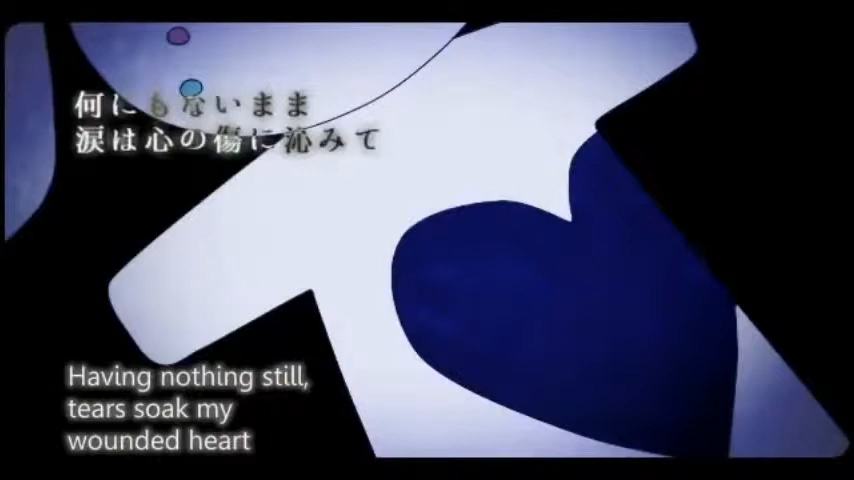 何にもないまま
涙は心の傷に沁みて
Having nothing still,
tears soak my
wounded heart